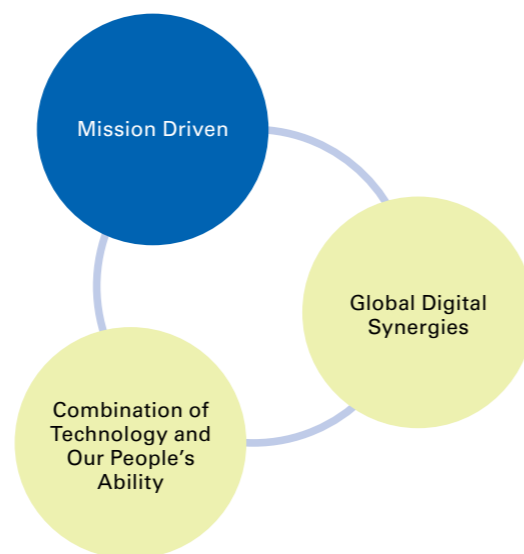 Mission Driven
Global Digital
Synergies
Combination of
Technology and
Our People's
Ability